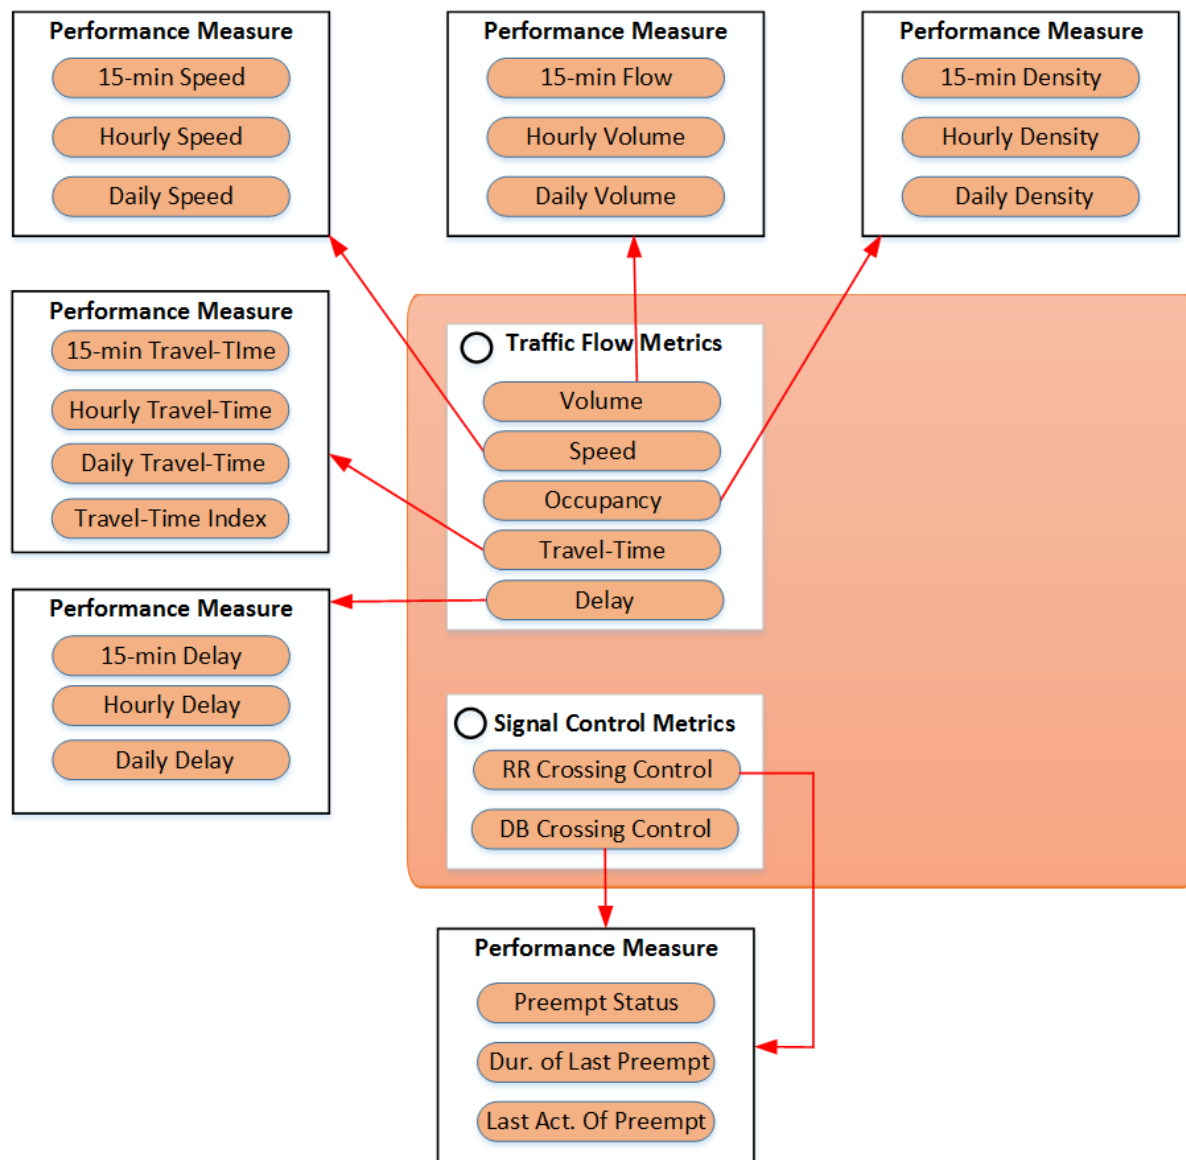 Performance Measure
15-min Speed
Hourly Speed
Daily Speed
Performance Measure
15-min Flow
Hourly Volume
Daily Volume
Performance Measure
15-min Density
Hourly Density
Daily Density
Performance Measure
15-min Travel-TIme
Hourly Travel-Time
Daily Travel-Time
Travel-Time Index
Traffic Flow Metrics
Volume
Speed
Occupancy
Travel-Time
Delay
Performance Measure
15-min Delay
Hourly Delay
Daily Delay
Signal Control Metrics
RR Crossing Control
DB Crossing Control
Performance Measure
Preempt Status
Dur. of Last Preempt
Last Act. Of Preempt